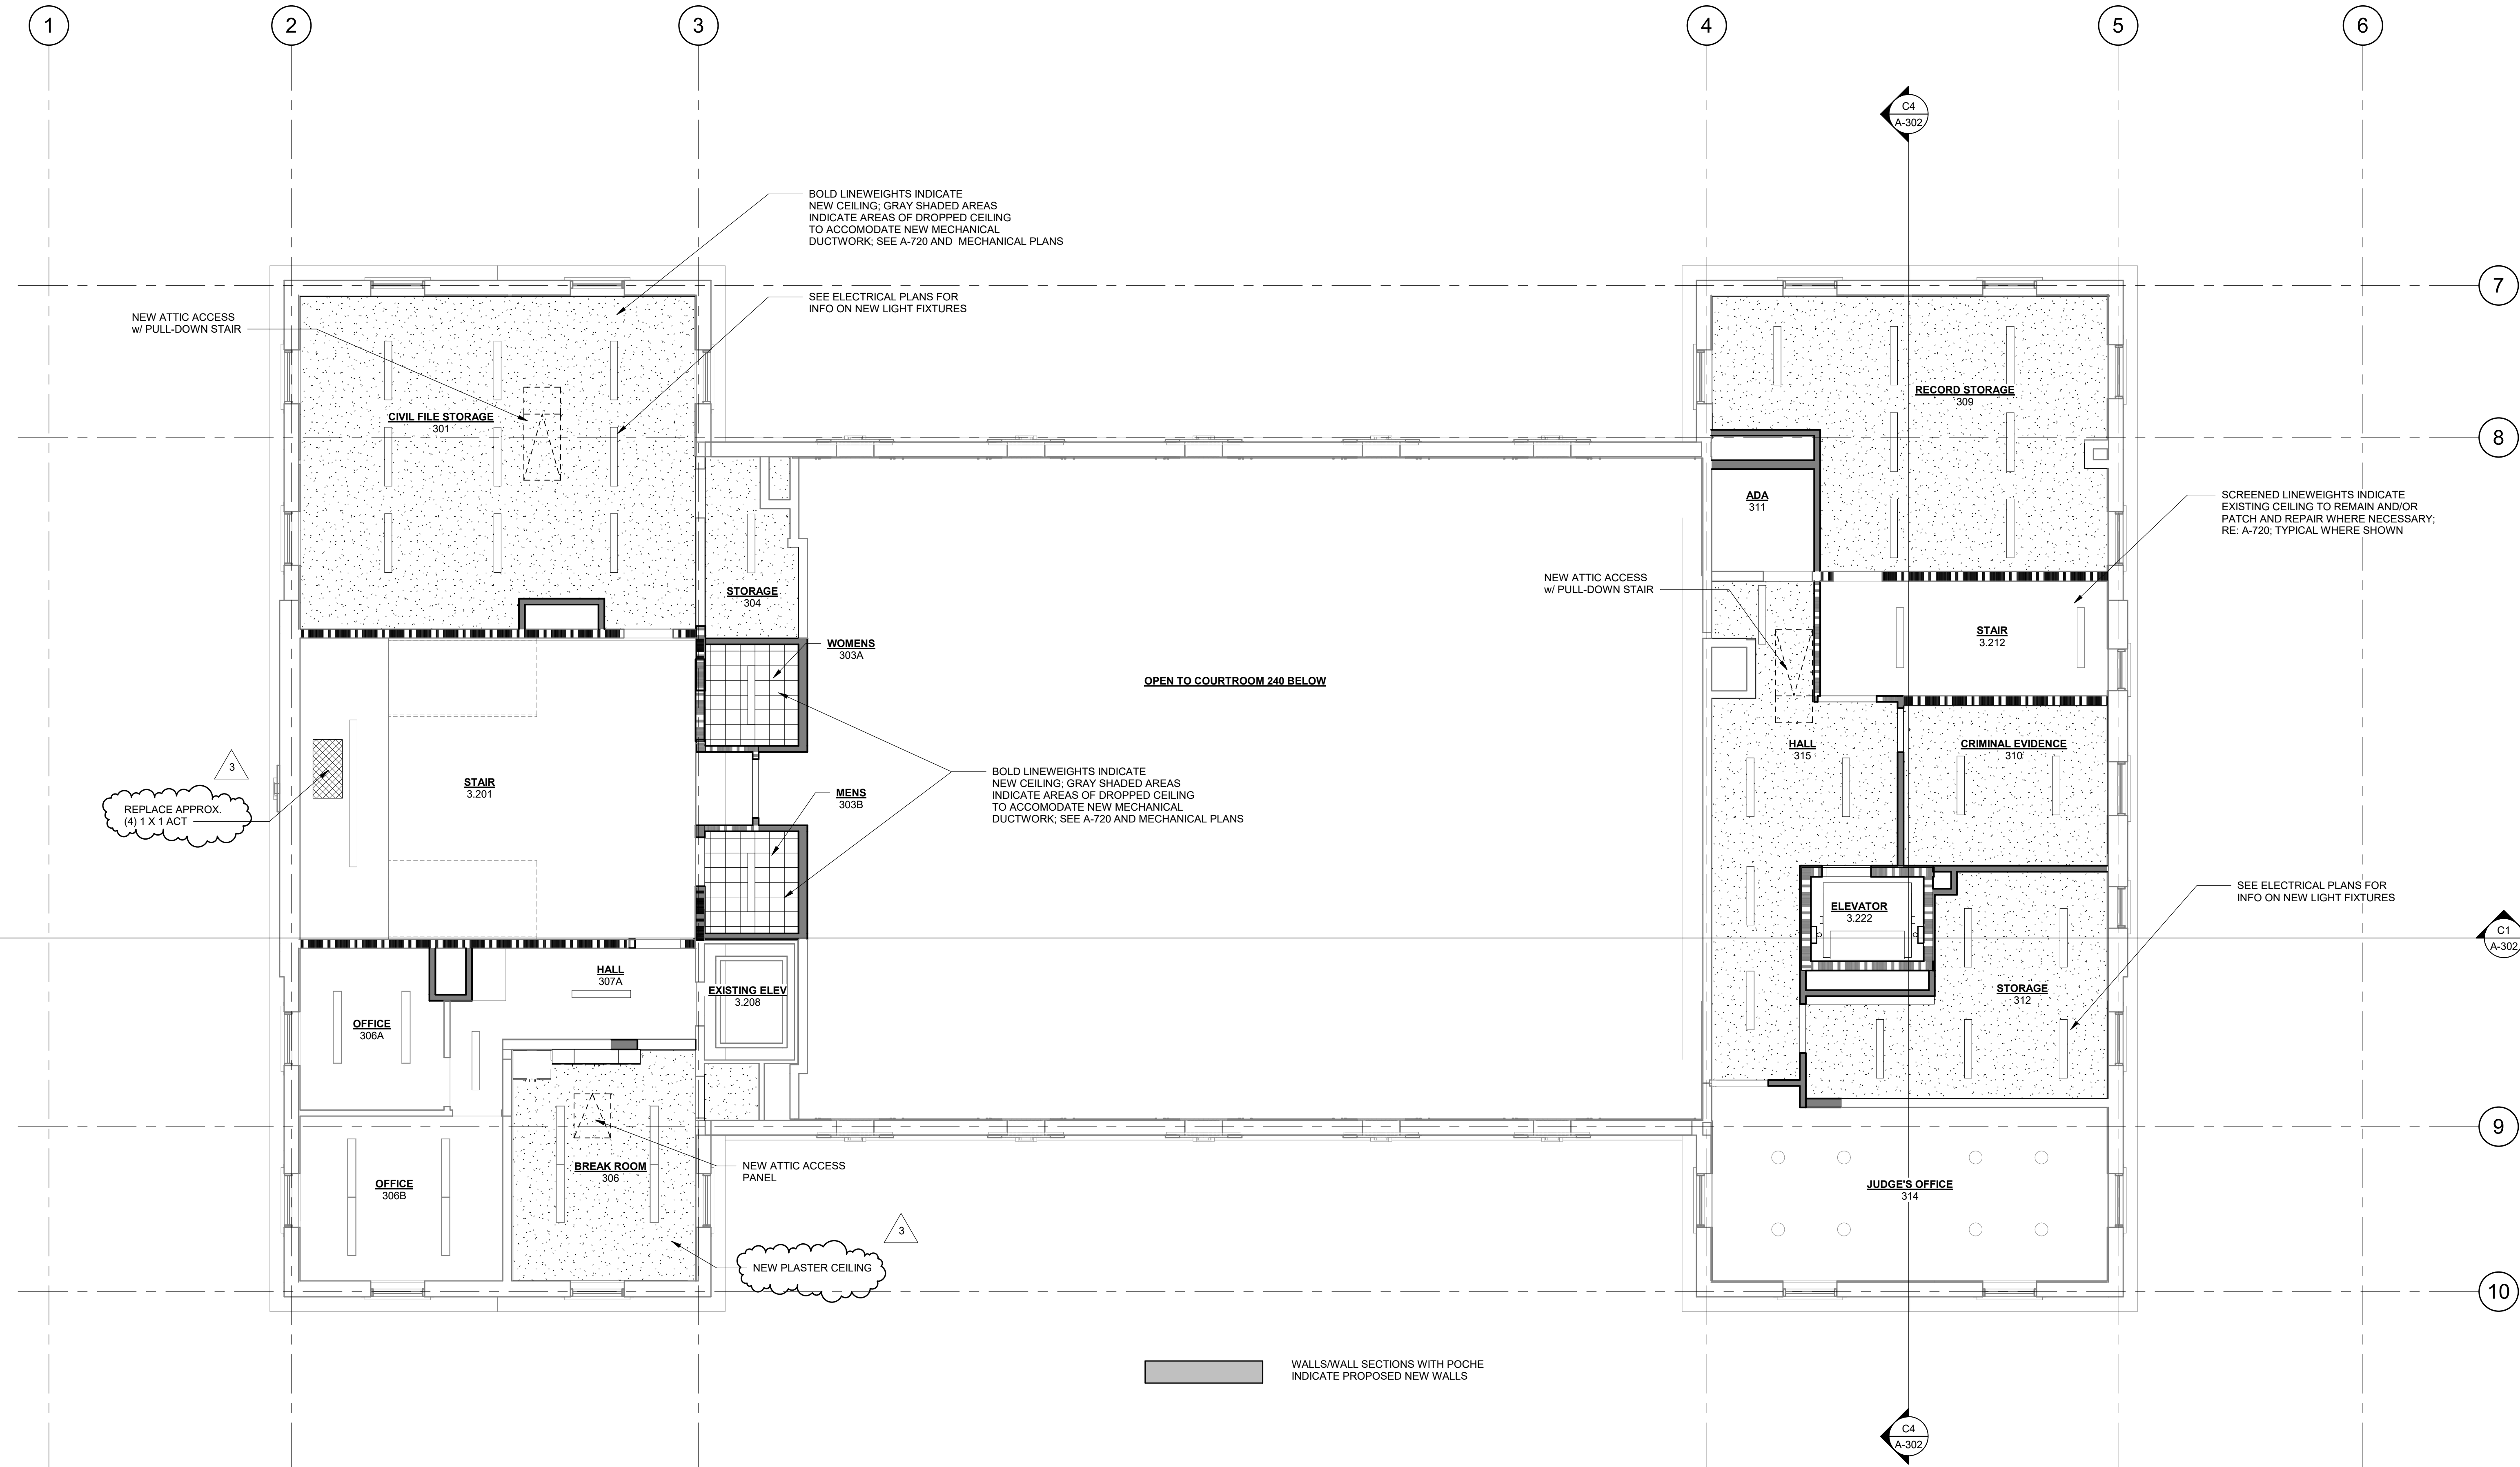 1
2
3
4
5
6
C4
A-302
BOLD LINEWEIGHTS INDICATE
NEW CEILING; GRAY SHADED AREAS
INDICATE AREAS OF DROPPED CEILING
TO ACCOMODATE NEW MECHANICAL
DUCTWORK; SEE A-720 AND MECHANICAL PLANS
7
SEE ELECTRICAL PLANS FOR
INFO ON NEW LIGHT FIXTURES
NEW ATTIC ACCESS
w/ PULL-DOWN STAIR
RECORD STORAGE
309
CIVIL FILE STORAGE
301
8
ADA
311
SCREENED LINEWEIGHTS INDICATE
EXISTING CEILING TO REMAIN AND/OR
PATCH AND REPAIR WHERE NECESSARY;
RE: A-720; TYPICAL WHERE SHOWN
NEW ATTIC ACCESS
w/ PULL-DOWN STAIR
STORAGE
304
STAIR
3.212
WOMENS
303A
OPEN TO COURTROOM 240 BELOW
HALL
315
CRIMINAL EVIDENCE
310
3
STAIR
3.201
BOLD LINEWEIGHTS INDICATE
NEW CEILING; GRAY SHADED AREAS
INDICATE AREAS OF DROPPED CEILING
TO ACCOMODATE NEW MECHANICAL
DUCTWORK; SEE A-720 AND MECHANICAL PLANS
REPLACE APPROX.
(4) 1 X 1 ACT
MENS
303B
SEE ELECTRICAL PLANS FOR
INFO ON NEW LIGHT FIXTURES
ELEVATOR
3.222
C1
A-302
HALL
307A
EXISTING ELEV
3.208
STORAGE
312
OFFICE
306A
9
BREAK ROOM
306
NEW ATTIC ACCESS
PANEL
OFFICE
306B
JUDGE'S OFFICE
314
3
NEW PLASTER CEILING
10
WALLS/WALL SECTIONS WITH POCHE
INDICATE PROPOSED NEW WALLS
C4
A-302